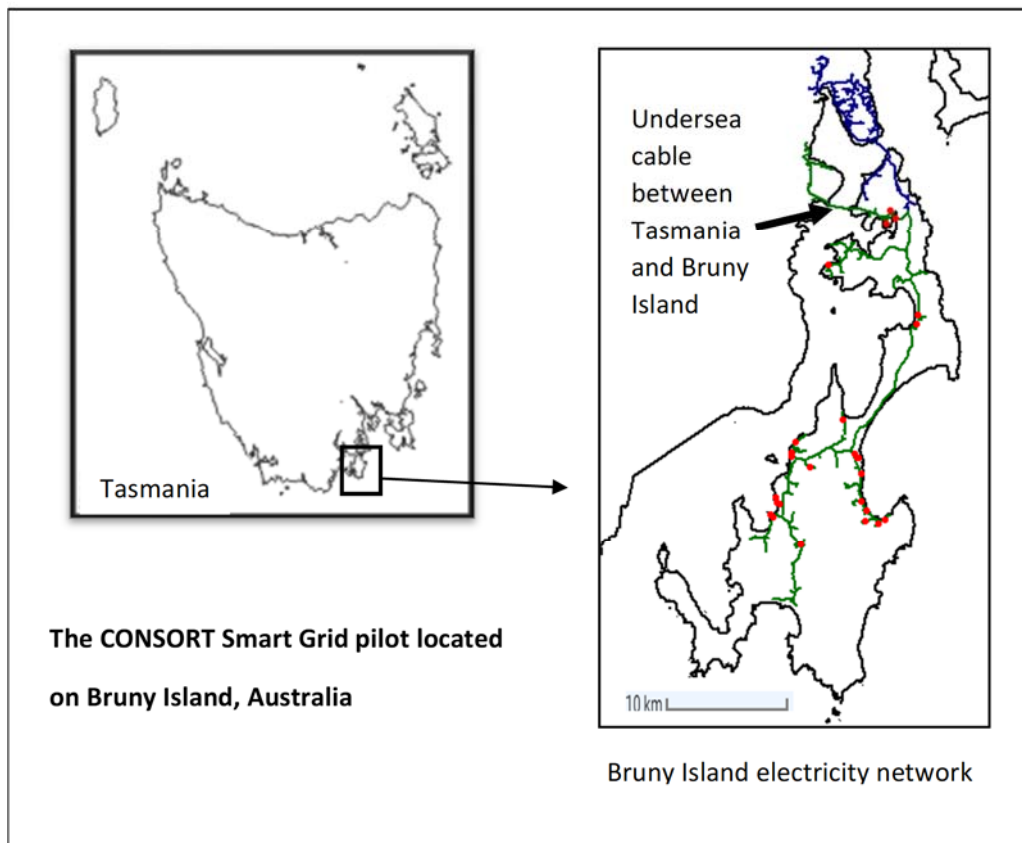 Tasmania
Undersea
cable
between
Tasmania
and Bruny
Island
10 km
The CONSORT Smart Grid pilot located
on Bruny Island, Australia
Bruny Island electricity network